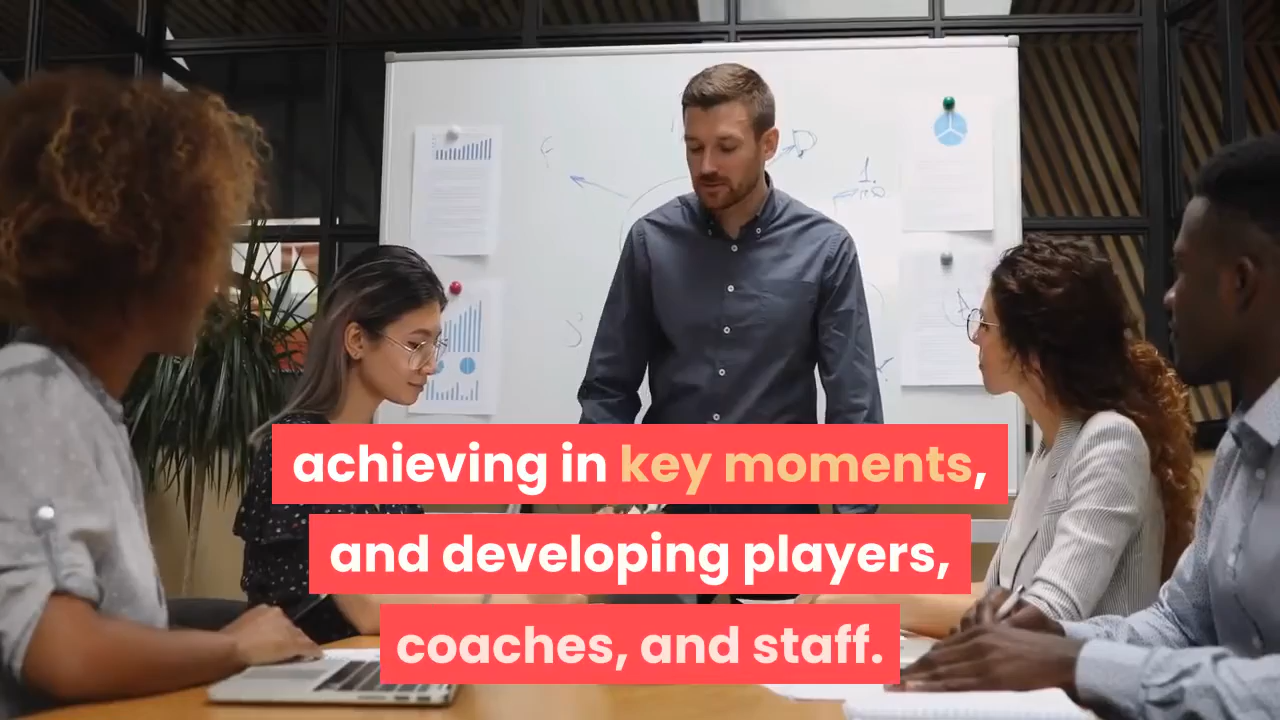 achieving in key moments,
and developing players,
coaches, and staff.